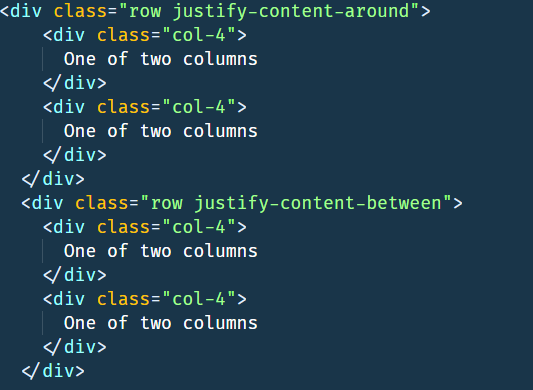 <div class="row justify-content-around">
<div class="col-4">
One of two columns
</div>
<div class="col-4">
One of two columns
</div>
</div>
<div class="row justify-content-between">
<div class="col-4">
One of two columns
</div>
<div class="col-4">
One of two columns
</div>
</div>